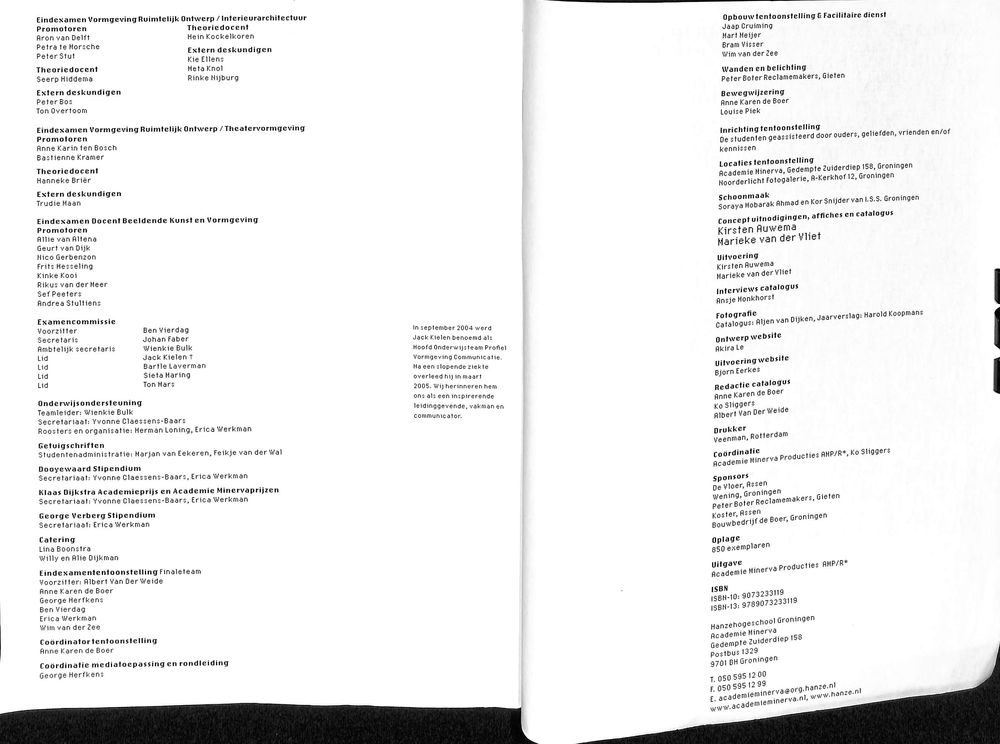 Eindexamen Vormgeving Ruimtelijk Ontwerp / Interieurarchitectuur
Promotoren
Aron van Delft
Petra te Horsche
Peter Stut
Theoriedocent
Seerp Hiddema
Extern deskundigen
Peter Bos
Ton Overtoom
Theoriedocent
Hein Kockelkoren
Extern deskundigen
Kie Ellens
Meta Knol
Rinke Nijburg
Eindexamen Vormgeving Ruimtelijk Ontwerp / Theatervormgeving
Promotoren
Anne Karin ten Bosch
Bastienne Kramer
Theoriedocent
Hanneke Briër
Extern deskundigen
Trudie Maan
Eindexamen Docent Beeldende Kunst en Vormgeving
Promotoren
Allie van Altena
Geurt van Dijk
Nico Gerbenzon
Frits Hesseling
Kinke Kooi
Rikus van der Meer
Sef Peeters
Andrea Stultiens
Examencommissie
Voorzitter Ben Vierdag
Secretaris Johan Faber
Ambtelijk secretaris Wienkie Bulk
Lid Jack Kielen †
Lid Bartle Laverman
Lid Sieta Maring
Lid Ton Mars
In september 2004 werd
Jack Kielen benoemd als
Hoofd Onderwijsteam Profiel
Vormgeving Communicatie.
Na een slopende ziekte
overleed hij in maart
2005. Wij herinneren hem
ons als een inspirerende
leidinggevende, vakman en
communicator.
Onderwijsondersteuning
Teamleider: Wienkie Bulk
Secretariaat: Yvonne Claessens-Baars
Roosters en organisatie: Herman Loning, Erica Werkman
Getuigschriften
Studentenadministratie: Marjan van Eekeren, Feikje van der Wal
Dooyewaard Stipendium
Secretariaat: Yvonne Claessens-Baars, Erica Werkman
Klaas Dijkstra Academieprijs en Academie Minervaprijzen
Secretariaat: Yvonne Claessens-Baars, Erica Werkman
George Verberg Stipendium
Secretariaat: Erica Werkman
Catering
Lina Boonstra
Willy en Alie Dijkman
Eindexamententoonstelling Finaleteam
Voorzitter: Albert Van Der Weide
Anne Karen de Boer
George Herfkens
Ben Vierdag
Erica Werkman
Wim van der Zee
Coördinator tentoonstelling
Anne Karen de Boer
Coördinatie mediatoepassing en rondleiding
George Herfkens
Opbouw tentoonstelling & Facilitaire dienst
Jaap Cruiming
Mart Meijer
Bram Visser
Wim van der Zee
Wanden en belichting
Peter Boter Reclamemakers, Gieten
Bewegwijzering
Anne Karen de Boer
Louise Piek
Inrichting tentoonstelling
De studenten geassisteerd door ouders, geliefden, vrienden en/of
kennissen
Locaties tentoonstelling
Academie Minerva, Gedempte Zuiderdiep 158, Groningen
Noorderlicht Fotogalerie, A-Kerkhof 12, Groningen
Schoonmaak
Soraya Mobarak Ahmad en Kor Snijder van I.S.S. Groningen
Concept uitnodigingen, affiches en catalogus
Kirsten Auwema
Marieke van der Vliet
Uitvoering
Kirsten Auwema
Marieke van der Vliet
Interviews catalogus
Ansje Monkhorst
Fotografie
Catalogus: Aljen van Dijken, Jaarverslag: Harold Koopmans
Ontwerp website
Akira Le
Uitvoering website
Bjorn Eerkes
Redactie catalogus
Anne Karen de Boer
Ko Sliggers
Albert Van Der Weide
Drukker
Veenman, Rotterdam
Coördinatie
Academie Minerva Producties AMP/R*, Ko Sliggers
Sponsors
De Vloer, Assen
Wening, Groningen
Peter Boter Reclamemakers, Gieten
Koster, Assen
Bouwbedrijf de Boer, Groningen
Oplage
850 exemplaren
Uitgave
Academie Minerva Producties AMP/R*
ISBN
ISBN-10: 9073233119
ISBN-13: 9789073233119
Hanzehogeschool Groningen
Academie Minerva
Gedempte Zuiderdiep 158
Postbus 1329
9701 BH Groningen
T. 050 595 12 00
F. 050 595 12 99
E. academieminerva@org.hanze.nl
www.academieminerva.nl, www.hanze.nl